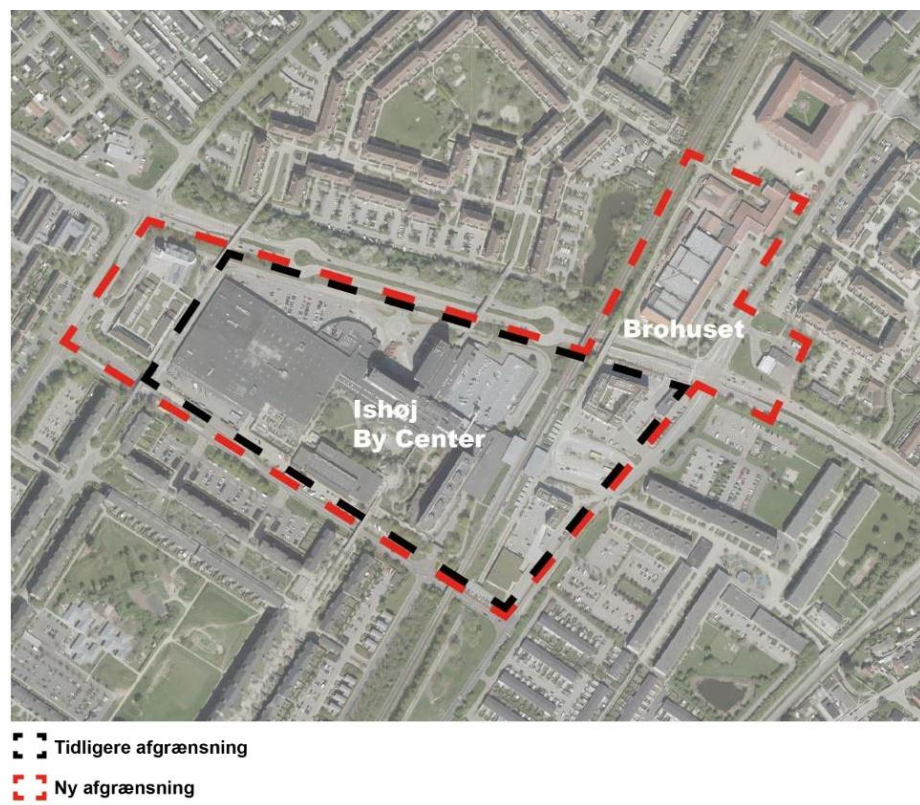 Brohuset
Ishøj
By Center
Tidligere afgrænsning
Ny afgrænsning